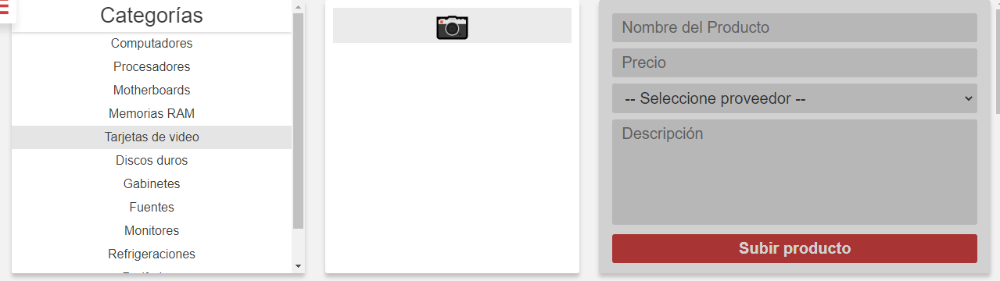 Categorías
Computadores
Procesadores
Motherboards
Memorias RAM
Tarjetas de video
Discos duros
Gabinetes
Fuentes
Monitores
Refrigeraciones
Nombre del Producto
Precio
-- Seleccione proveedor --
Descripción
Subir producto